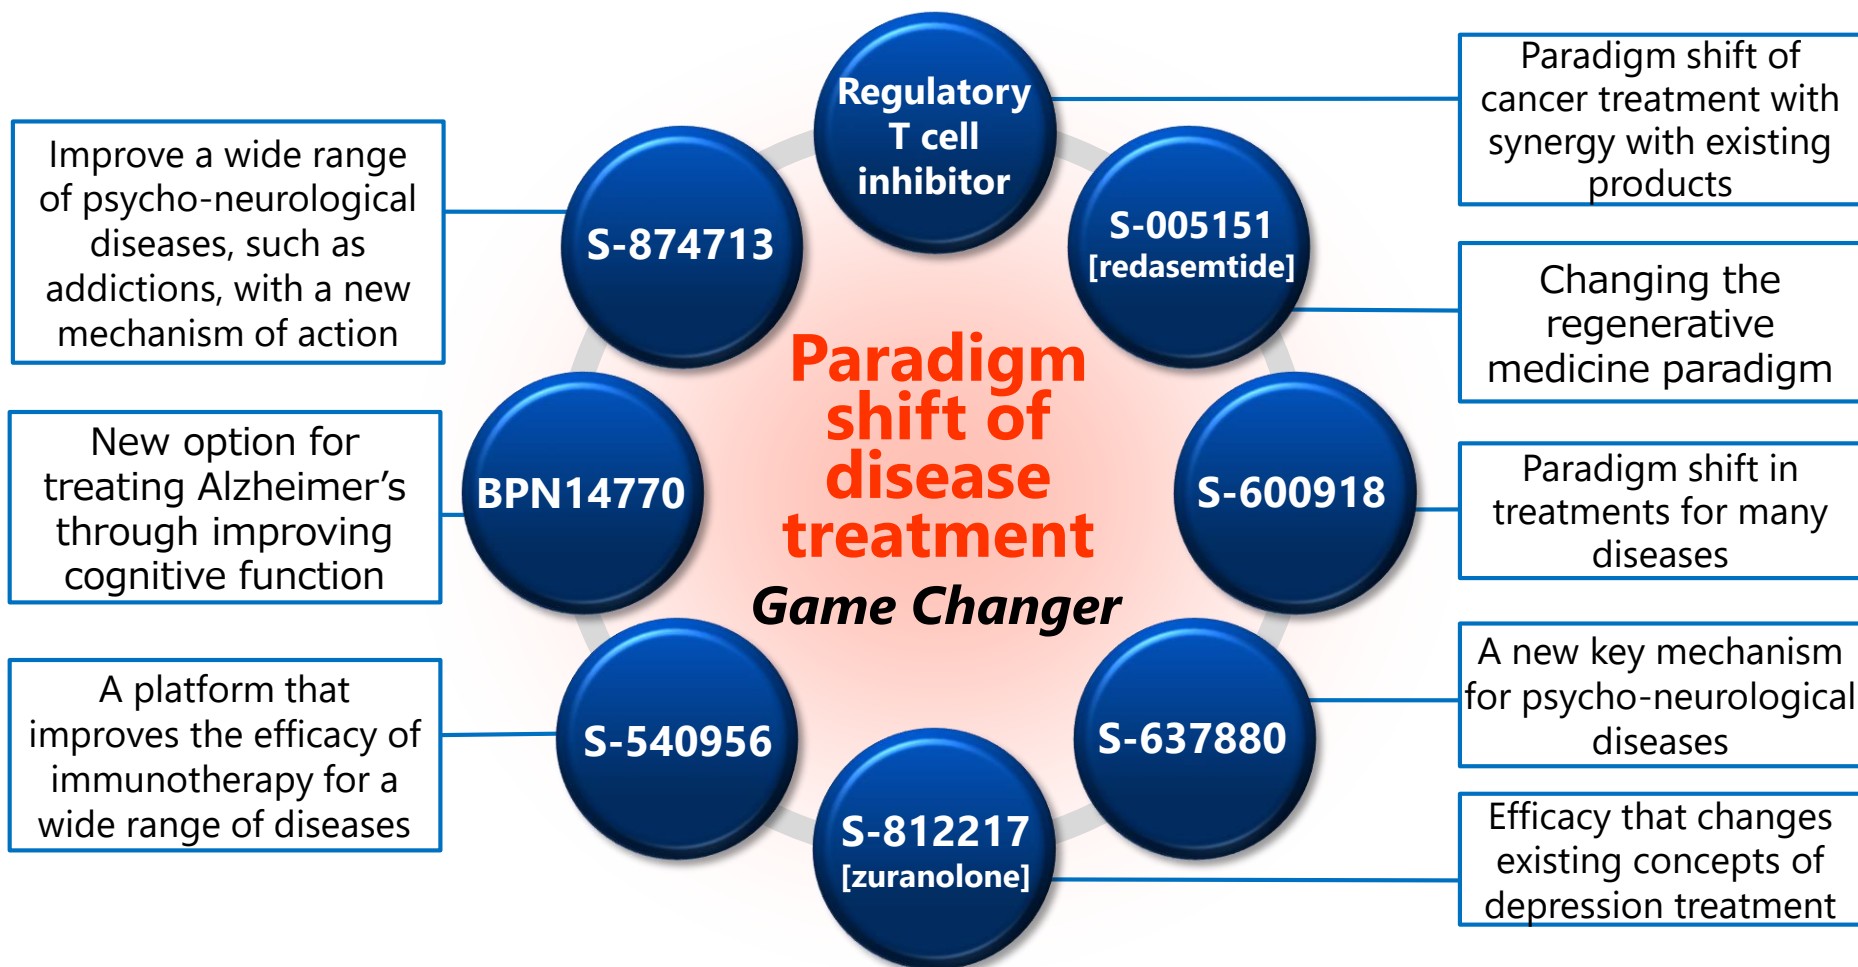 Regulatory
T cell
inhibitor
Paradigm shift of
cancer treatment with
synergy with existing
products
S-005151
[redasemtide]
Changing the
regenerative
medicine paradigm
S-600918
Paradigm shift in
treatments for many
diseases
S-637880
A new key mechanism
for psycho-neurological
diseases
S-812217
[zuranolone]
Efficacy that changes
existing concepts of
depression treatment
S-540956
A platform that
improves the efficacy of
immunotherapy for a
wide range of diseases
BPN14770
New option for
treating Alzheimer’s
through improving
cognitive function
S-874713
Improve a wide range
of psycho-neurological
diseases, such as
addictions, with a new
mechanism of action
Paradigm
shift of
disease
treatment
Game Changer